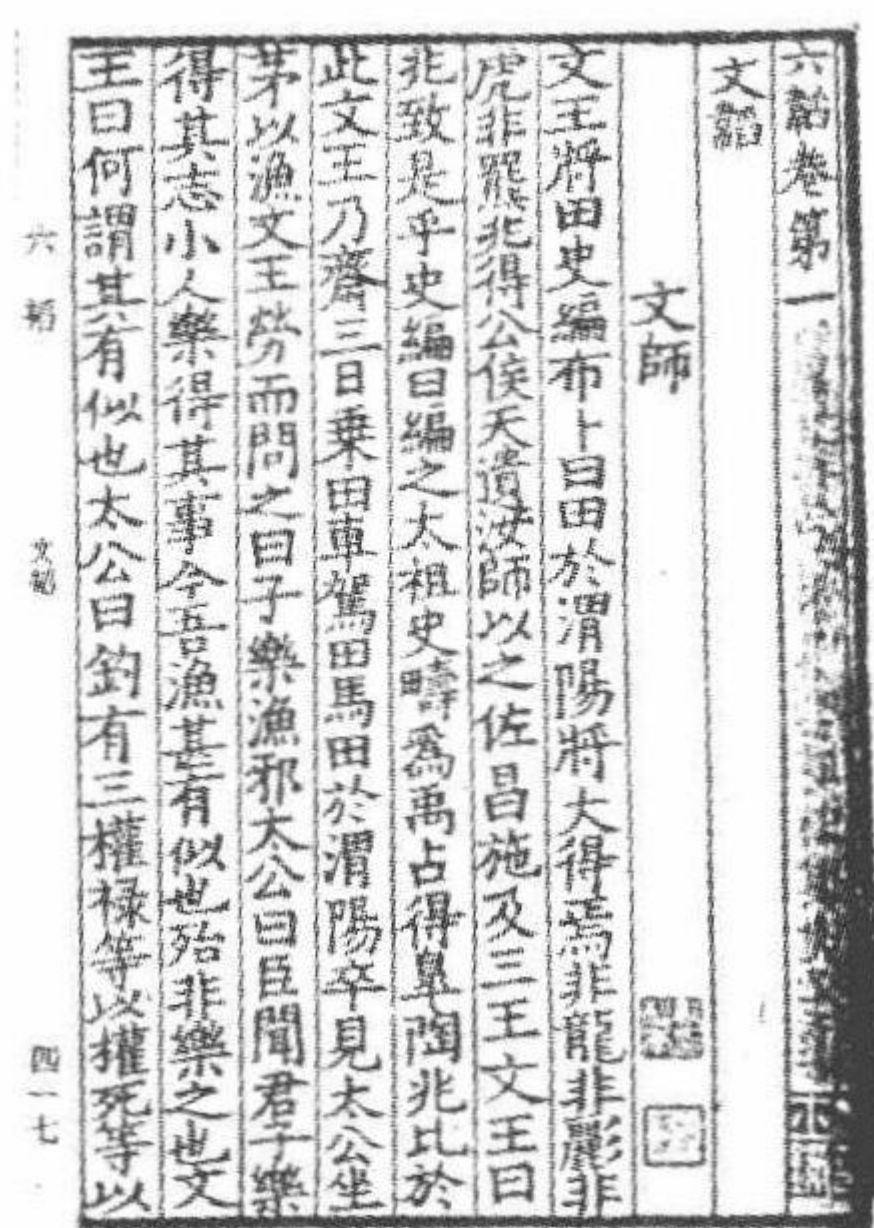 六韜卷第一
文韜
文師
文王將田史編布卜曰田於渭陽將大得焉非龍非彲非
虎非羆兆得公侯天遺汝師以之佐昌施及三王文王曰
兆致是乎史編曰編之太祖史疇爲禹占得臯陶兆比於
此文王乃齋三日乗田車駕田馬田於渭陽卒見太公坐
茅以漁文王勞而問之曰子樂漁邪太公曰臣聞君子樂
得其志小人樂得其事今吾漁甚有似也殆非樂之也文
王曰何謂其有似也太公曰釣有三權禄等以權死等以
六韜
文韜
四一七